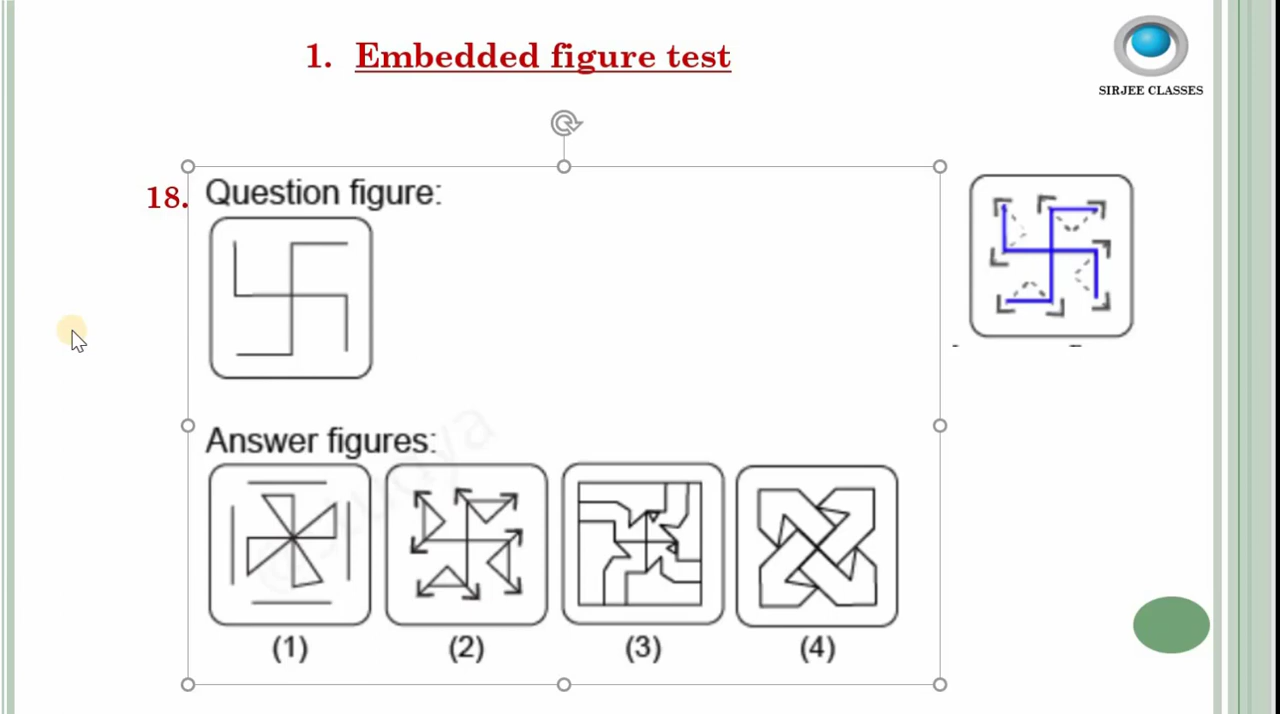 1. Embedded figure test
SIRJEE CLASSES
18. Question figure:
Answer figures:
(1) (2) (3) (4)